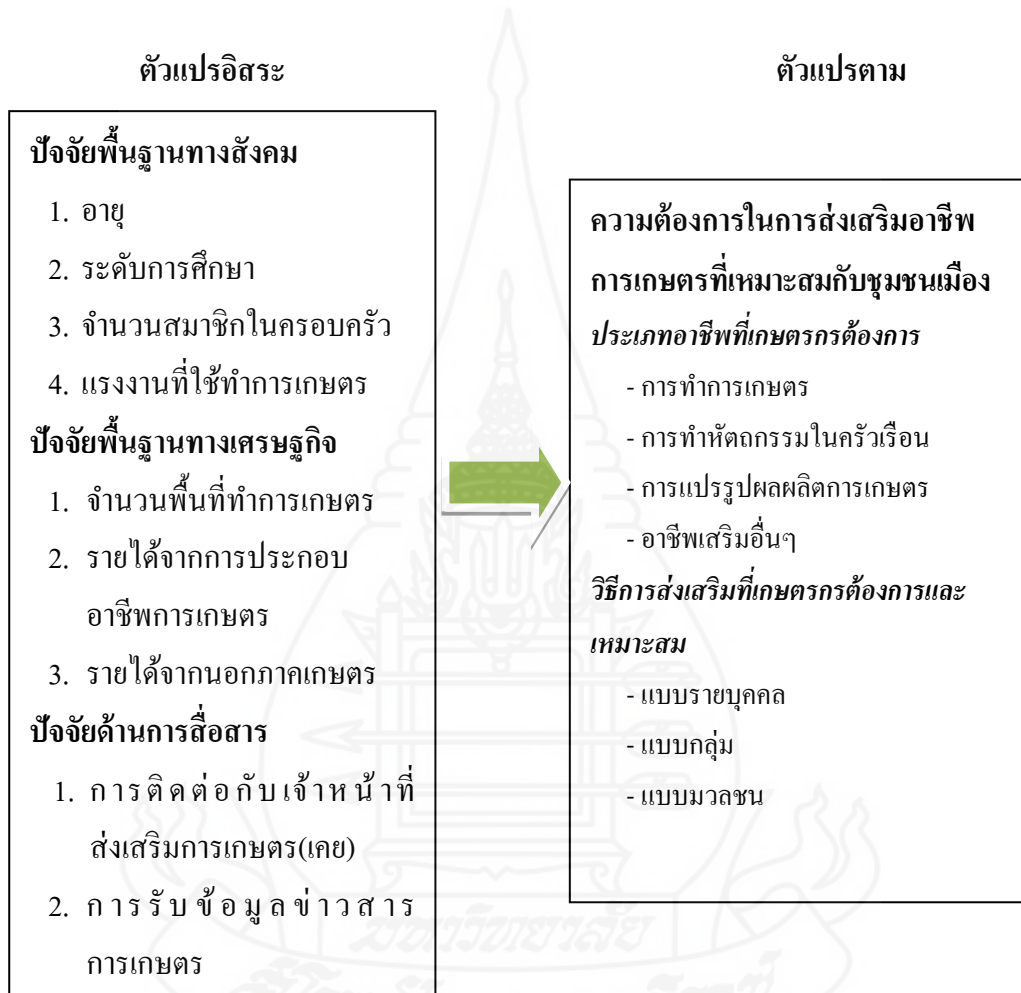 ตัวแปรอิสระ
ปัจจัยพื้นฐานทางสังคม
1. อายุ
2. ระดับการศึกษา
3. จำนวนสมาชิกในครอบครัว
4. แรงงานที่ใช้ทำการเกษตร
ปัจจัยพื้นฐานทางเศรษฐกิจ
1. จำนวนพื้นที่ทำการเกษตร
2. รายได้จากการประกอบ
อาชีพการเกษตร
3. รายได้จากนอกภาคเกษตร
ปัจจัยด้านการสื่อสาร
1. การติดต่อกับเจ้าหน้าที่
ส่งเสริมการเกษตร(เคย)
2. การรับข้อมูลข่าวสาร
การเกษตร
ตัวแปรตาม
ความต้องการในการส่งเสริมอาชีพ
การเกษตรที่เหมาะสมกับชุมชนเมือง
ประเภทอาชีพที่เกษตรกรต้องการ
- การทำการเกษตร
- การทำหัตถกรรมในครัวเรือน
- การแปรรูปผลผลิตการเกษตร
- อาชีพเสริมอื่นๆ
วิธีการส่งเสริมที่เกษตรกรต้องการและ
เหมาะสม
- แบบรายบุคคล
- แบบกลุ่ม
- แบบมวลชน
มหาวิทยาลัย